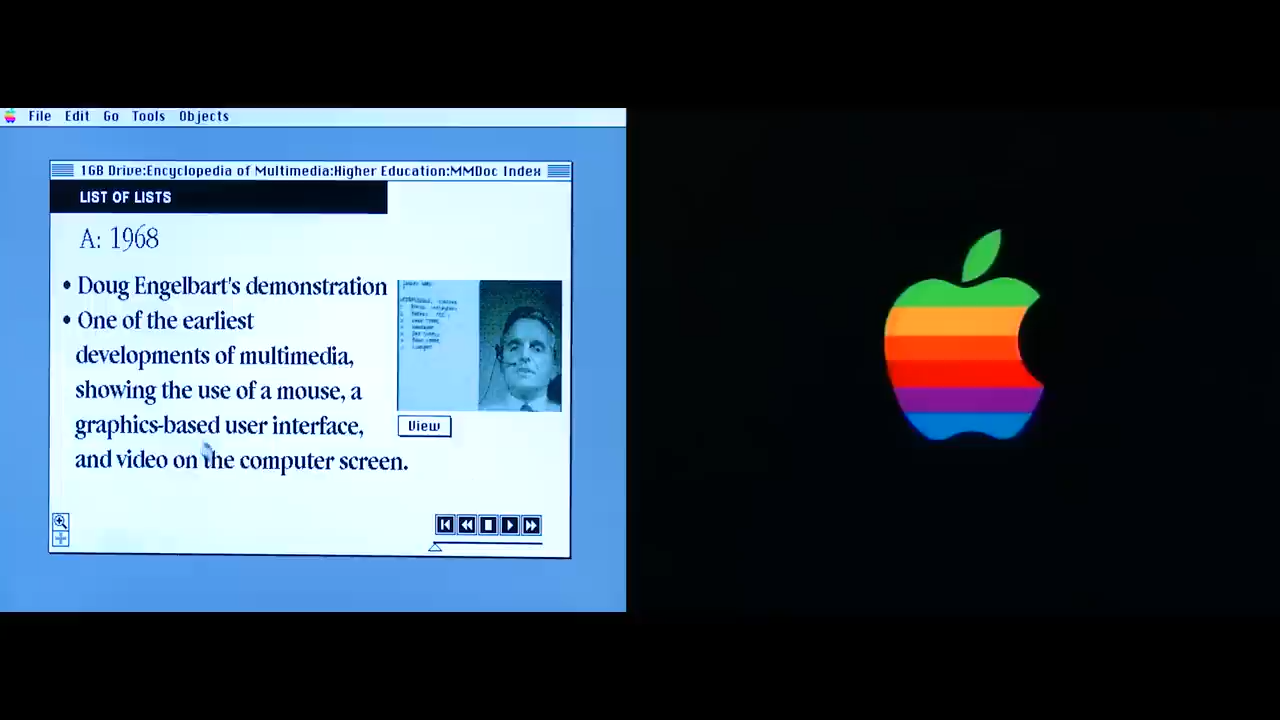 File Edit Go Tools Objects
1GB Drive:Encyclopedia of Multimedia:Higher Education:MMDoc Index
LIST OF LISTS
A: 1968
• Doug Engelbart's demonstration
• One of the earliest
developments of multimedia,
showing the use of a mouse, a
graphics-based user interface,
and video on the computer screen.
View